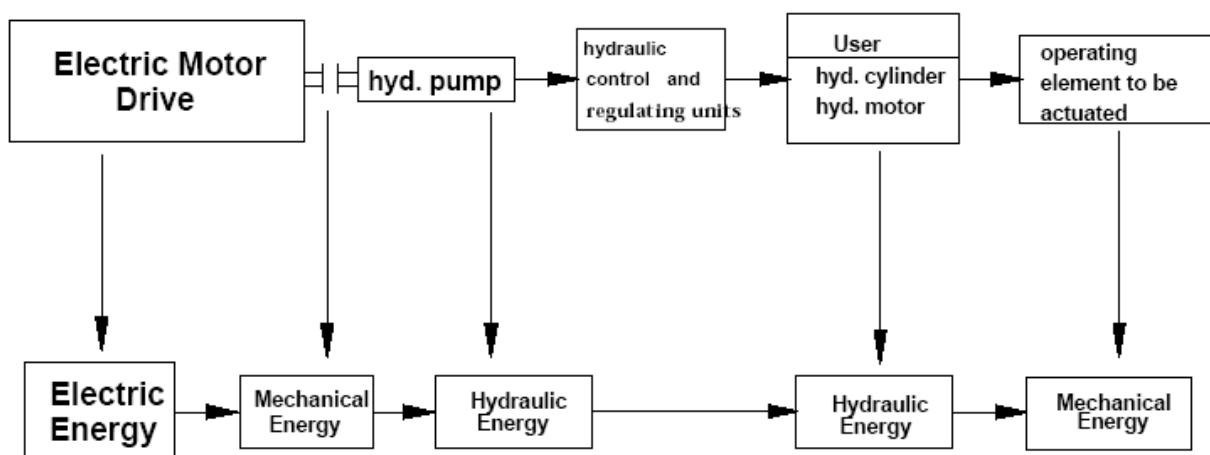 Electric Motor
Drive
hyd. pump
hydraulic
control and
regulating units
User
hyd. cylinder
hyd. motor
operating
element to be
actuated
Electric
Energy
Mechanical
Energy
Hydraulic
Energy
Hydraulic
Energy
Mechanical
Energy